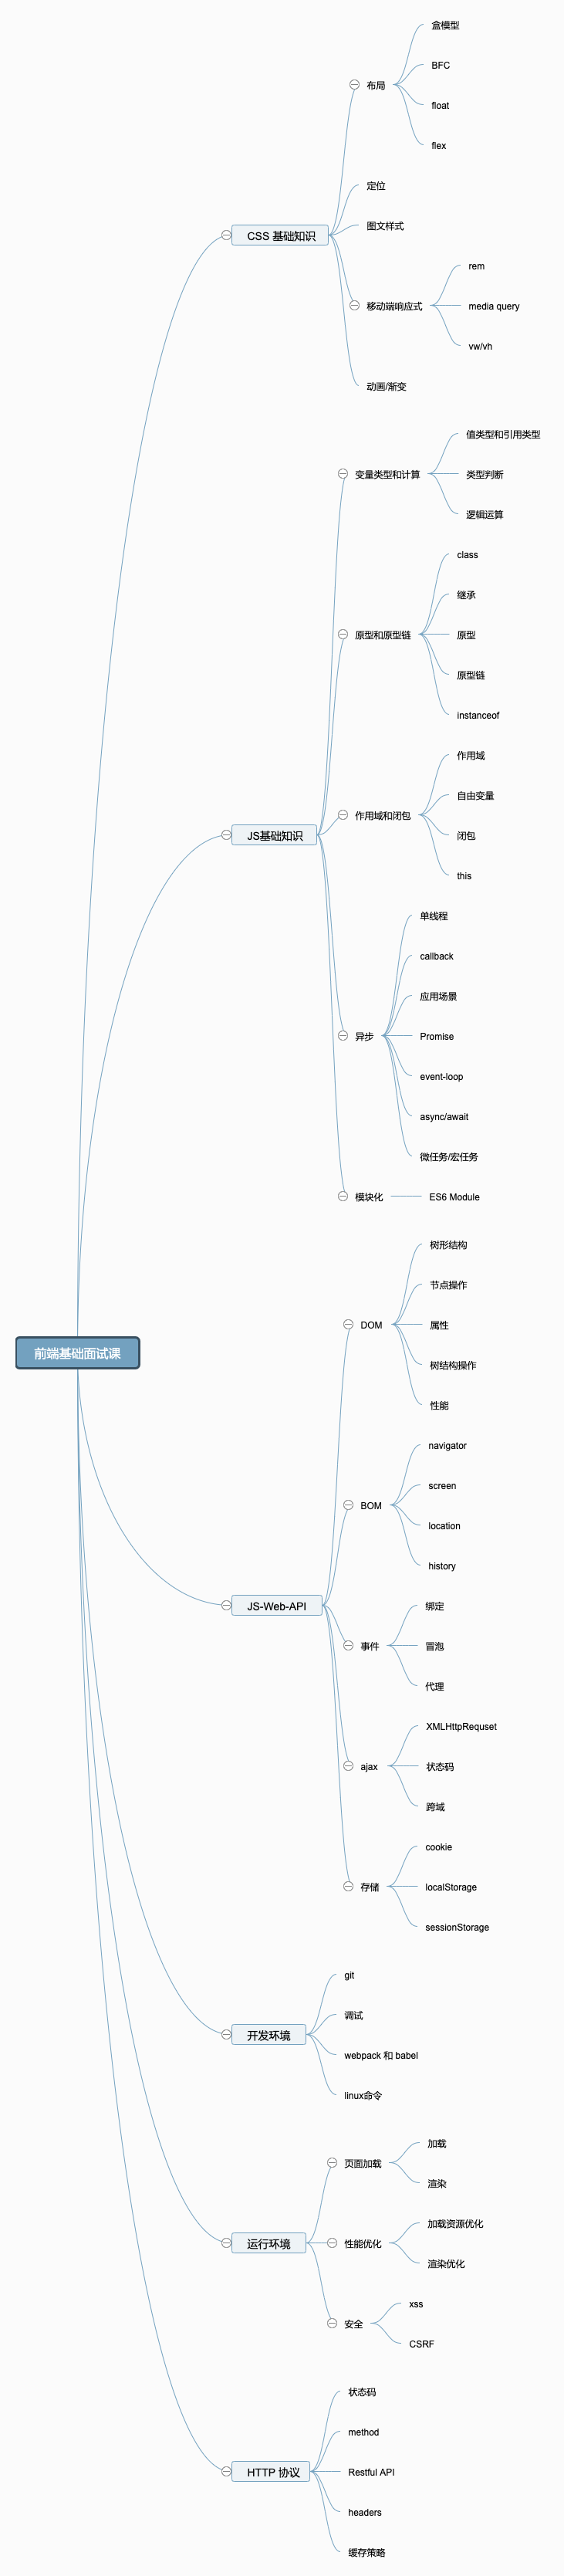 盒模型
BFC
布局
float
flex
定位
CSS 基础知识
图文样式
rem
移动端响应式
media query
vw/vh
动画/渐变
值类型和引用类型
变量类型和计算
类型判断
逻辑运算
class
继承
原型和原型链
原型
原型链
instanceof
作用域
自由变量
作用域和闭包
JS基础知识
闭包
this
单线程
callback
应用场景
异步
Promise
event-loop
async/await
微任务/宏任务
模块化
ES6 Module
树形结构
节点操作
DOM
属性
前端基础面试课
树结构操作
性能
navigator
screen
BOM
location
history
JS-Web-API
绑定
事件
冒泡
代理
XMLHttpRequset
ajax
状态码
跨域
cookie
存储
localStorage
sessionStorage
git
调试
开发环境
webpack 和 babel
linux命令
加载
页面加载
渲染
加载资源优化
运行环境
性能优化
渲染优化
xss
安全
CSRF
状态码
method
HTTP 协议
Restful API
headers
缓存策略